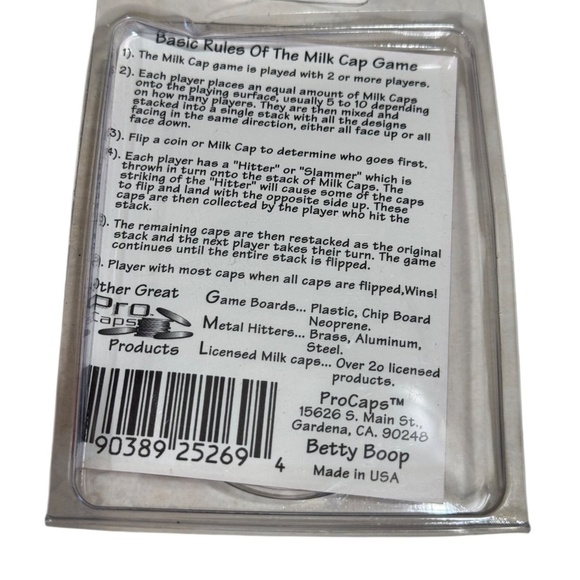 Basic Rules Of The Milk Cap Game
1). The Milk Cap game is played with 2 or more players.
2). Each player places an equal amount of Milk Caps
onto the playing surface, usually 5 to 10 depending
on how many players. They are then mixed and
stacked into a single stack with all the designs
facing in the same direction, either all face up or all
face down.
3). Flip a coin or Milk Cap to determine who goes first.
4). Each player has a "Hitter" or "Slammer" which is
thrown in turn onto the stack of Milk Caps. The
striking of the "Hitter" will cause some of the caps
to flip and land with the opposite side up. These
caps are then collected by the player who hit the
stack.
). The remaining caps are then restacked as the original
stack and the next player takes their turn. The game
continues until the entire stack is flipped.
). Player with most caps when all caps are flipped,Wins!
Other Great
Pro
Caps
Products
Game Boards... Plastic, Chip Board
Neoprene.
Metal Hitters... Brass, Aluminum,
Steel.
Licensed Milk caps... Over 2o licensed
products.
90389 25269 4
ProCaps™
15626 S. Main St.,
Gardena, CA. 90248
Betty Boop
Made in USA